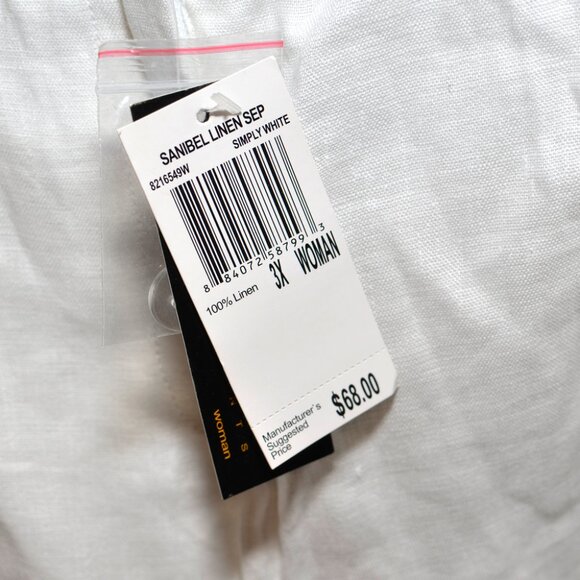 SANIBEL LINEN SEP
8216549W SIMPLY WHITE
8 84072 58799 3
100% Linen 3X WOMAN
Manufacturer's
Suggested
Price
$68.00
r s
woman